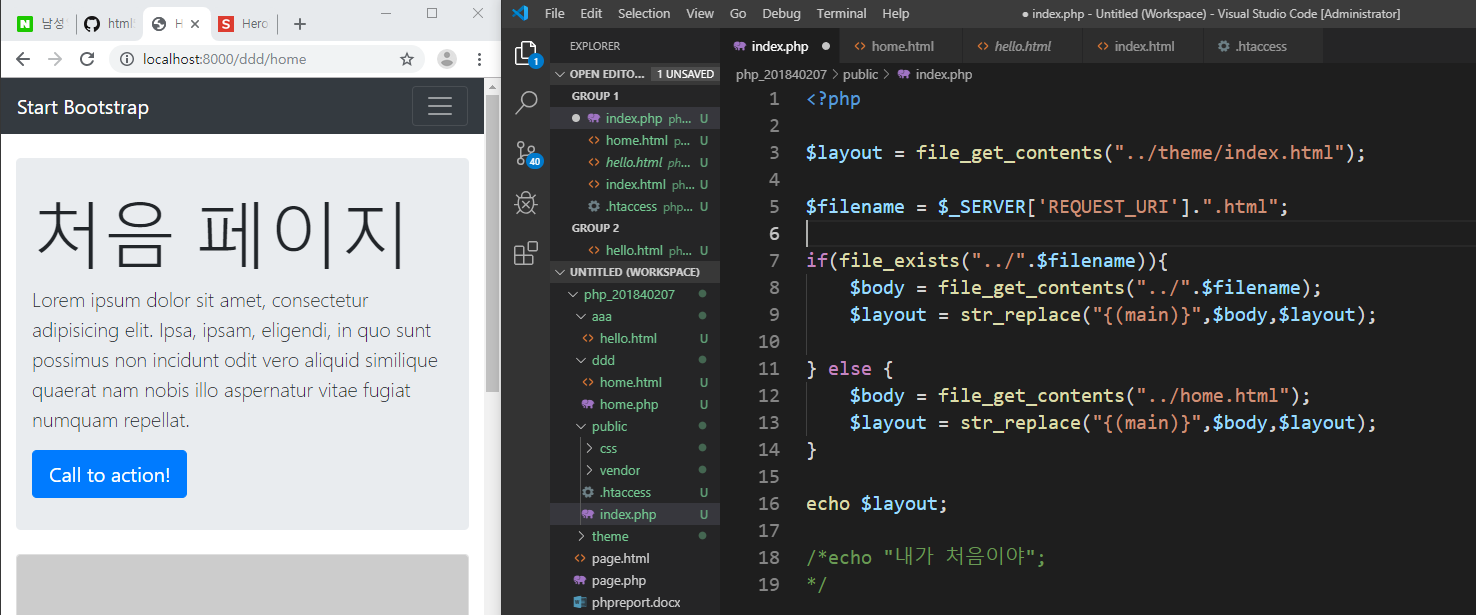 남성
html5
H
Hero
localhost:8000/ddd/home
Start Bootstrap
처음 페이지
Lorem ipsum dolor sit amet, consectetur
adipisicing elit. Ipsa, ipsam, eligendi, in quo sunt
possimus non incidunt odit vero aliquid similique
quaerat nam nobis illo aspernatur vitae fugiat
numquam repellat.
Call to action!
File Edit Selection View Go Debug Terminal Help
● index.php - Untitled (Workspace) - Visual Studio Code [Administrator]
1
40
EXPLORER
OPEN EDITO... 1 UNSAVED
GROUP 1
index.php ph... U
home.html p... U
hello.html ph... U
index.html ph... U
.htaccess php... U
GROUP 2
hello.html ph... U
UNTITLED (WORKSPACE)
php_201840207
aaa
hello.html U
ddd
home.html U
home.php U
public
css
vendor
.htaccess U
index.php U
theme
page.html
page.php
phpreport.docx
index.php home.html hello.html index.html .htaccess
php_201840207 > public > index.php
1 <?php
2
3 $layout = file_get_contents("../theme/index.html");
4
5 $filename = $_SERVER['REQUEST_URI'].".html";
6
7 if(file_exists("../".$filename)){
8 $body = file_get_contents("../".$filename);
9 $layout = str_replace("{(main)}",$body,$layout);
10
11 } else {
12 $body = file_get_contents("../home.html");
13 $layout = str_replace("{(main)}",$body,$layout);
14 }
15
16 echo $layout;
17
18 /*echo "내가 처음이야";
19 */